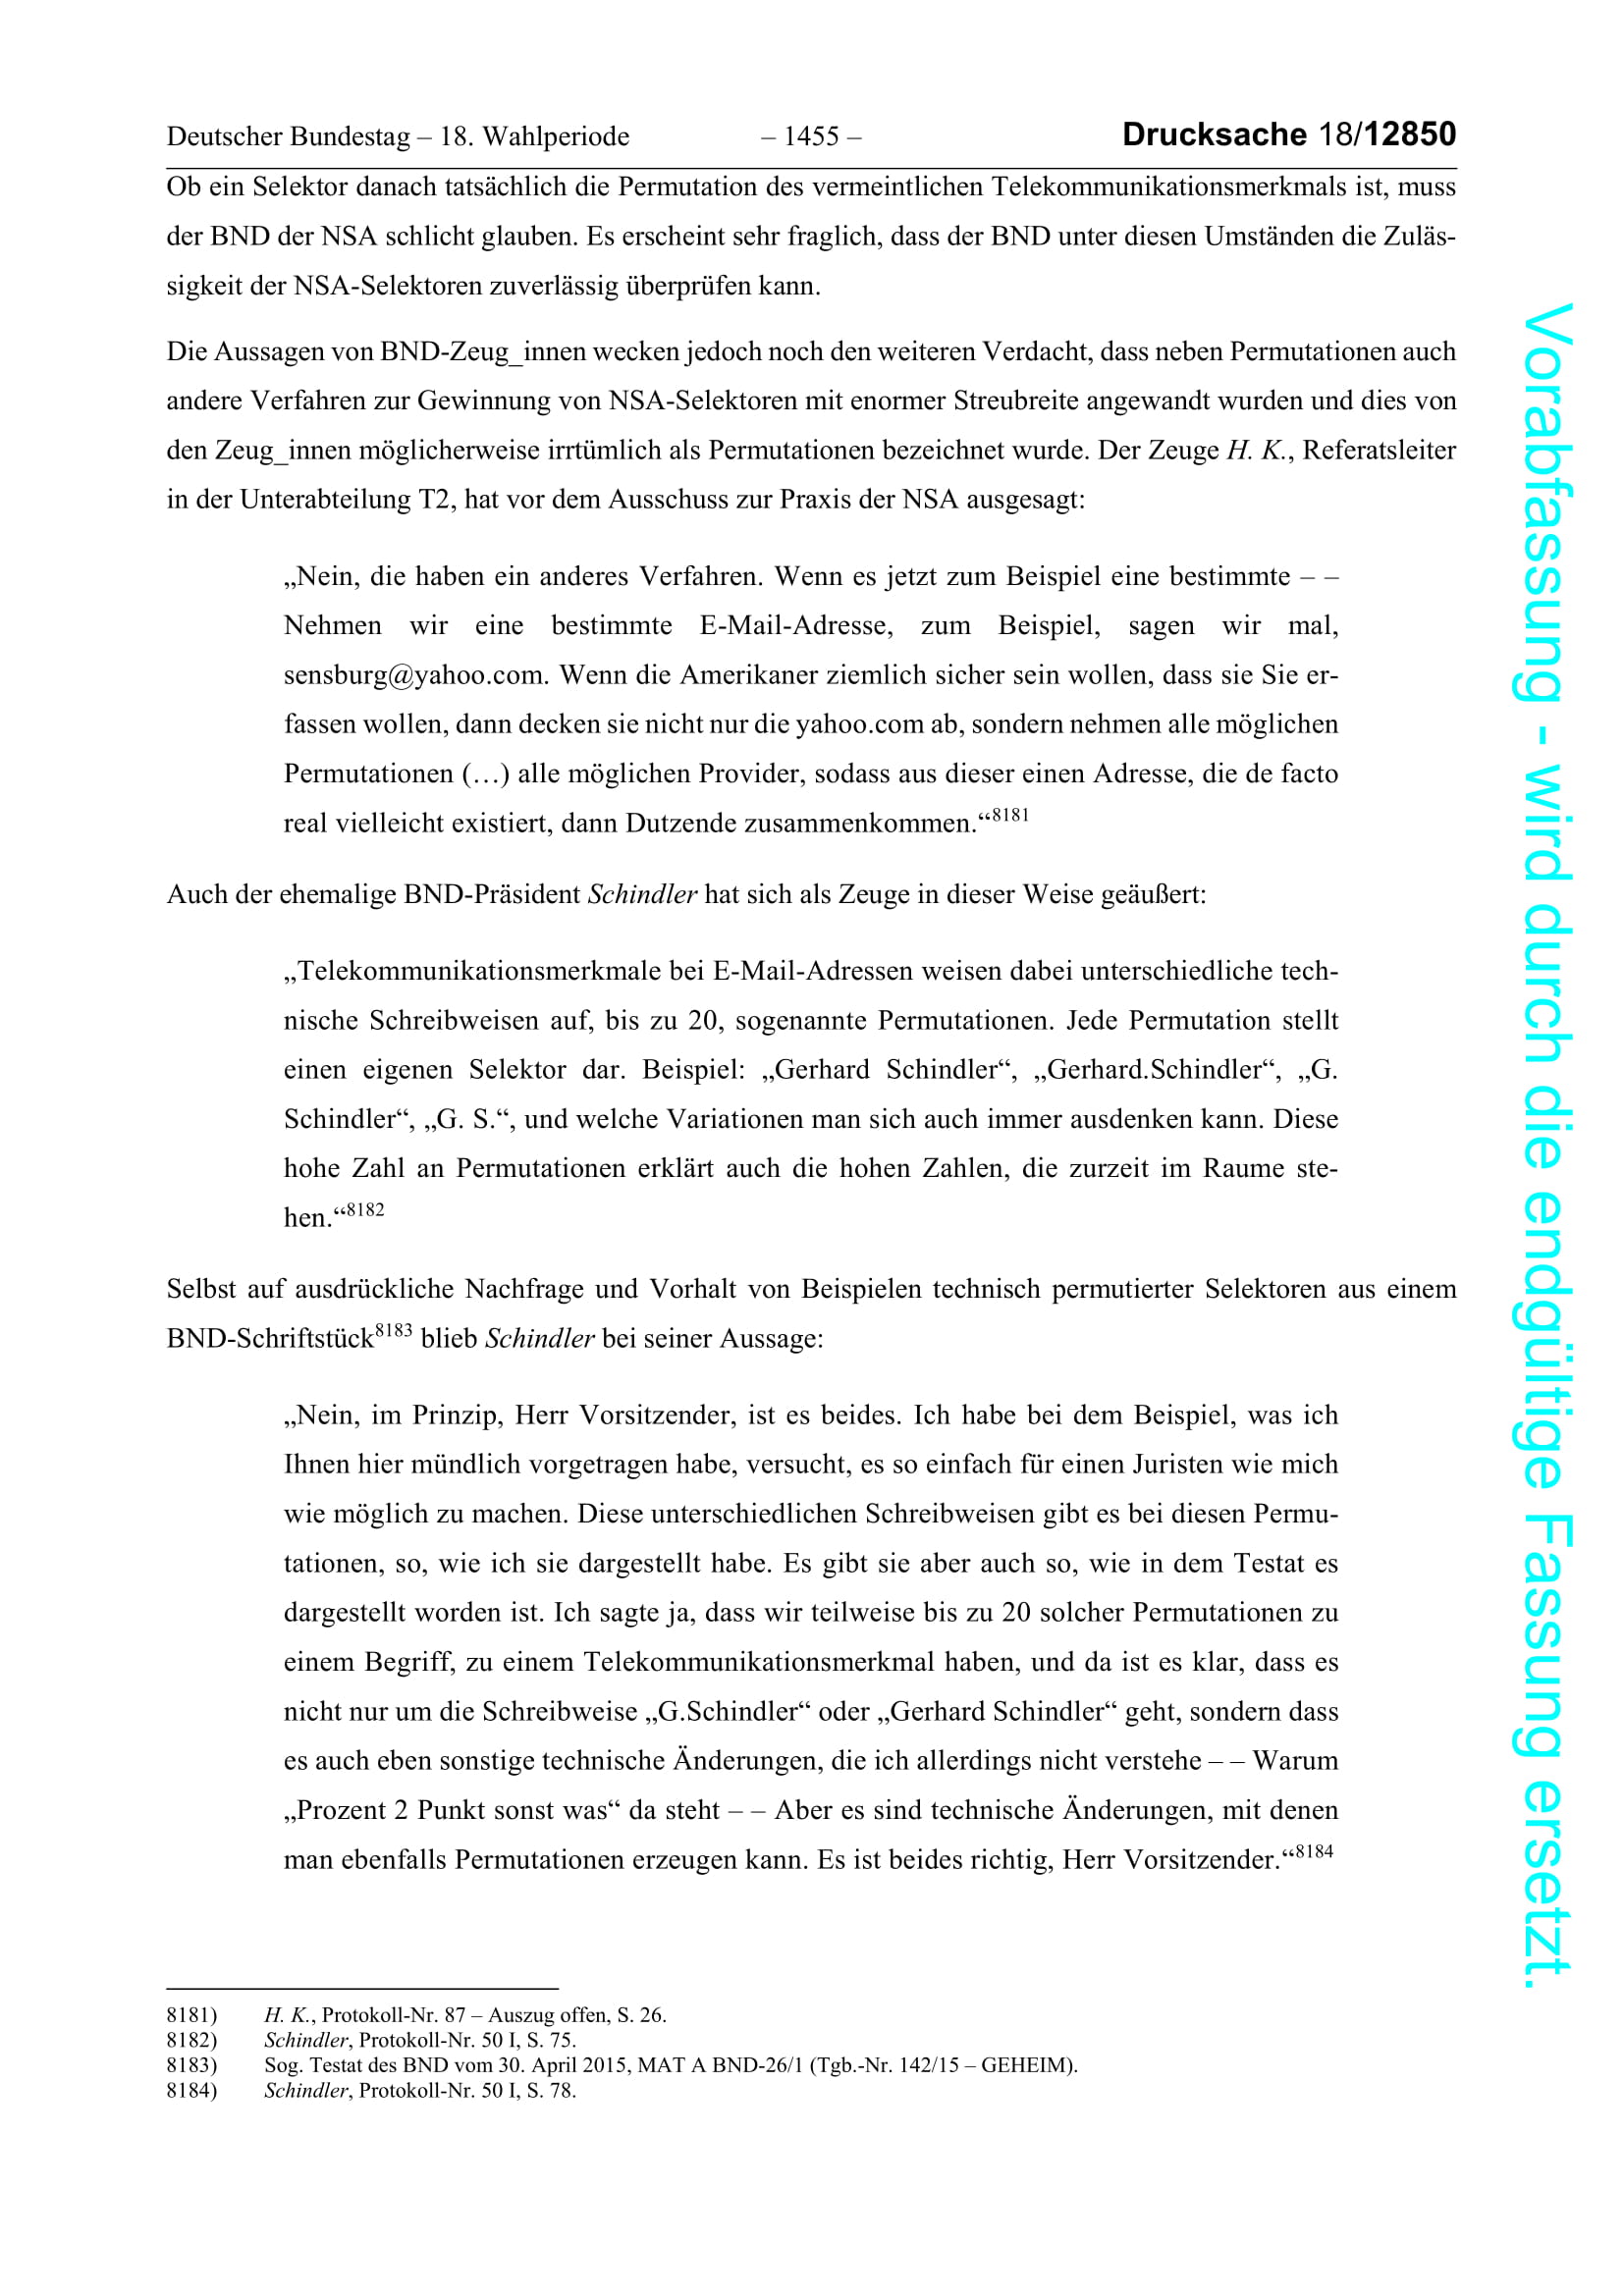 Deutscher Bundestag – 18. Wahlperiode – 1455 – Drucksache 18/12850
Ob ein Selektor danach tatsächlich die Permutation des vermeintlichen Telekommunikationsmerkmals ist, muss
der BND der NSA schlicht glauben. Es erscheint sehr fraglich, dass der BND unter diesen Umständen die Zuläs-
sigkeit der NSA-Selektoren zuverlässig überprüfen kann.
Die Aussagen von BND-Zeug_innen wecken jedoch noch den weiteren Verdacht, dass neben Permutationen auch
andere Verfahren zur Gewinnung von NSA-Selektoren mit enormer Streubreite angewandt wurden und dies von
den Zeug_innen möglicherweise irrtümlich als Permutationen bezeichnet wurde. Der Zeuge H. K., Referatsleiter
in der Unterabteilung T2, hat vor dem Ausschuss zur Praxis der NSA ausgesagt:
„Nein, die haben ein anderes Verfahren. Wenn es jetzt zum Beispiel eine bestimmte – –
Nehmen wir eine bestimmte E-Mail-Adresse, zum Beispiel, sagen wir mal,
sensburg@yahoo.com. Wenn die Amerikaner ziemlich sicher sein wollen, dass sie Sie er-
fassen wollen, dann decken sie nicht nur die yahoo.com ab, sondern nehmen alle möglichen
Permutationen (…) alle möglichen Provider, sodass aus dieser einen Adresse, die de facto
real vielleicht existiert, dann Dutzende zusammenkommen.“8181
Auch der ehemalige BND-Präsident Schindler hat sich als Zeuge in dieser Weise geäußert:
„Telekommunikationsmerkmale bei E-Mail-Adressen weisen dabei unterschiedliche tech-
nische Schreibweisen auf, bis zu 20, sogenannte Permutationen. Jede Permutation stellt
einen eigenen Selektor dar. Beispiel: „Gerhard Schindler“, „Gerhard.Schindler“, „G.
Schindler“, „G. S.“, und welche Variationen man sich auch immer ausdenken kann. Diese
hohe Zahl an Permutationen erklärt auch die hohen Zahlen, die zurzeit im Raume ste-
hen.“8182
Selbst auf ausdrückliche Nachfrage und Vorhalt von Beispielen technisch permutierter Selektoren aus einem
BND-Schriftstück8183 blieb Schindler bei seiner Aussage:
„Nein, im Prinzip, Herr Vorsitzender, ist es beides. Ich habe bei dem Beispiel, was ich
Ihnen hier mündlich vorgetragen habe, versucht, es so einfach für einen Juristen wie mich
wie möglich zu machen. Diese unterschiedlichen Schreibweisen gibt es bei diesen Permu-
tationen, so, wie ich sie dargestellt habe. Es gibt sie aber auch so, wie in dem Testat es
dargestellt worden ist. Ich sagte ja, dass wir teilweise bis zu 20 solcher Permutationen zu
einem Begriff, zu einem Telekommunikationsmerkmal haben, und da ist es klar, dass es
nicht nur um die Schreibweise „G.Schindler“ oder „Gerhard Schindler“ geht, sondern dass
es auch eben sonstige technische Änderungen, die ich allerdings nicht verstehe – – Warum
„Prozent 2 Punkt sonst was“ da steht – – Aber es sind technische Änderungen, mit denen
man ebenfalls Permutationen erzeugen kann. Es ist beides richtig, Herr Vorsitzender.“8184
8181) H. K., Protokoll-Nr. 87 – Auszug offen, S. 26.
8182) Schindler, Protokoll-Nr. 50 I, S. 75.
8183) Sog. Testat des BND vom 30. April 2015, MAT A BND-26/1 (Tgb.-Nr. 142/15 – GEHEIM).
8184) Schindler, Protokoll-Nr. 50 I, S. 78.
Vorabfassung - wird durch die endgültige Fassung ersetzt.